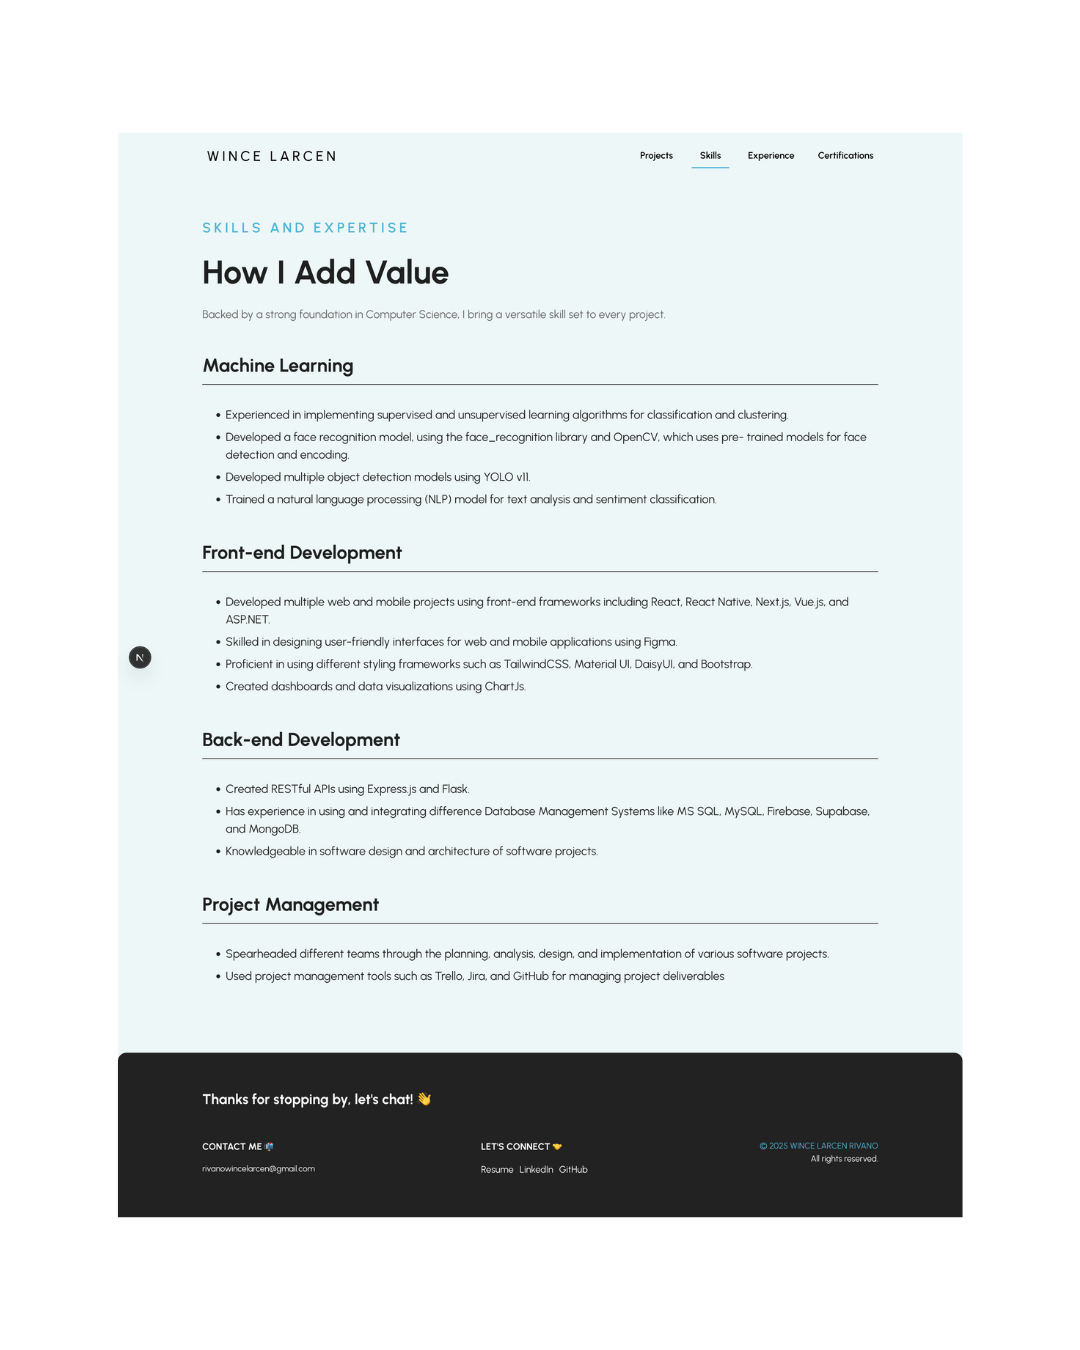 WINCE LARCEN
Projects Skills Experience Certifications
SKILLS AND EXPERTISE
How I Add Value
Backed by a strong foundation in Computer Science, I bring a versatile skill set to every project.
Machine Learning
• Experienced in implementing supervised and unsupervised learning algorithms for classification and clustering.
• Developed a face recognition model, using the face_recognition library and OpenCV, which uses pre- trained models for face
detection and encoding.
• Developed multiple object detection models using YOLO v11.
• Trained a natural language processing (NLP) model for text analysis and sentiment classification.
Front-end Development
• Developed multiple web and mobile projects using front-end frameworks including React, React Native, Next.js, Vue.js, and
ASP.NET.
• Skilled in designing user-friendly interfaces for web and mobile applications using Figma.
N
• Proficient in using different styling frameworks such as TailwindCSS, Material UI, DaisyUI, and Bootstrap.
• Created dashboards and data visualizations using ChartJs.
Back-end Development
• Created RESTful APIs using Express.js and Flask.
• Has experience in using and integrating difference Database Management Systems like MS SQL, MySQL, Firebase, Supabase,
and MongoDB.
• Knowledgeable in software design and architecture of software projects.
Project Management
• Spearheaded different teams through the planning, analysis, design, and implementation of various software projects.
• Used project management tools such as Trello, Jira, and GitHub for managing project deliverables
Thanks for stopping by, let's chat! 👋
CONTACT ME 📬
rivanowincelarcen@gmail.com
LET'S CONNECT 🤝
Resume LinkedIn GitHub
© 2025 WINCE LARCEN RIVANO
All rights reserved.